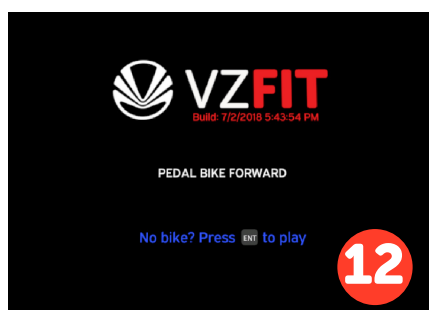 VZFIT
Build: 7/2/2018 5:43:54 PM
PEDAL BIKE FORWARD
No bike? Press ENT to play
12